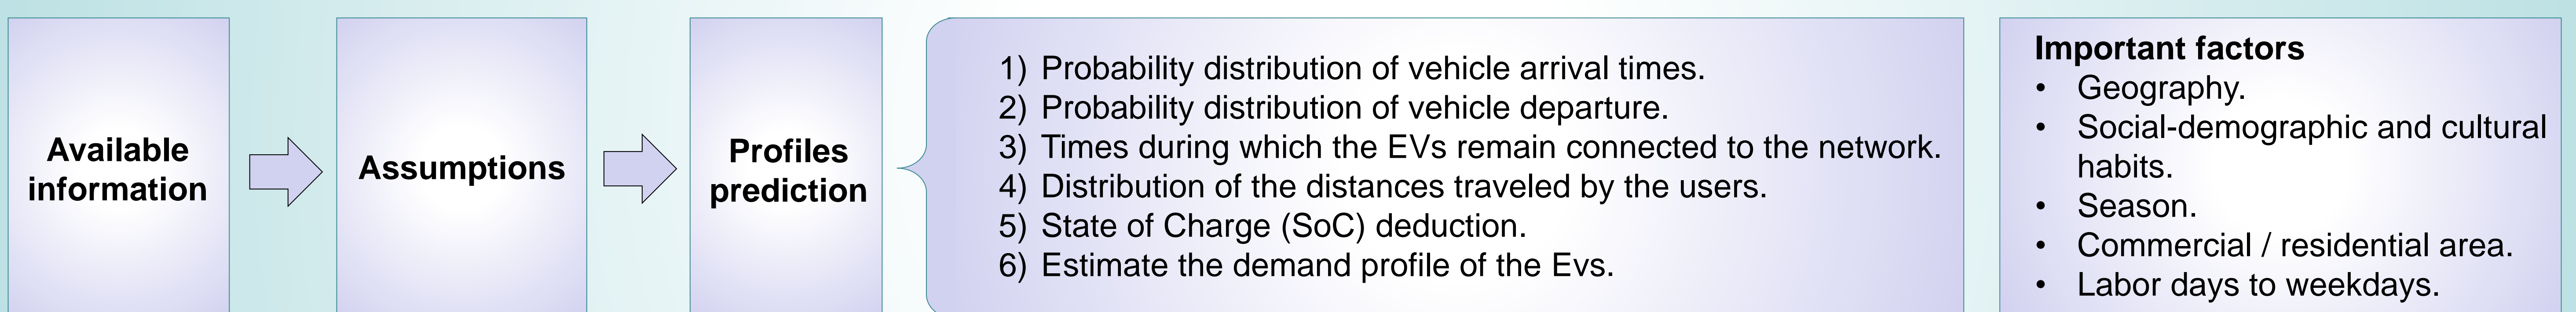 Available
information
Assumptions
Profiles
prediction
1) Probability distribution of vehicle arrival times.
2) Probability distribution of vehicle departure.
3) Times during which the EVs remain connected to the network.
4) Distribution of the distances traveled by the users.
5) State of Charge (SoC) deduction.
6) Estimate the demand profile of the Evs.
Important factors
• Geography.
• Social-demographic and cultural
habits.
• Season.
• Commercial / residential area.
• Labor days to weekdays.